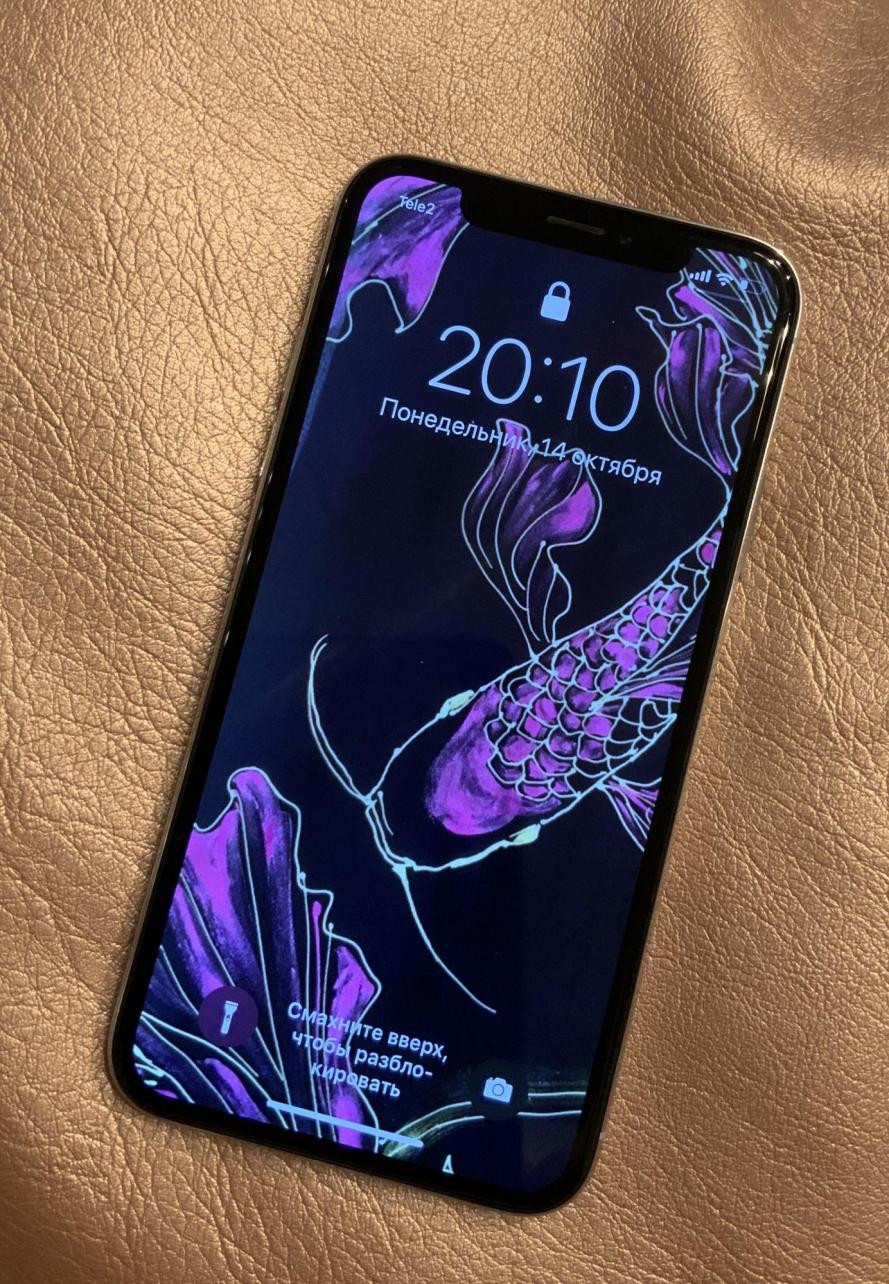 Tele2
20:10
Понедельник, 14 октября
Смахните вверх,
чтобы разбло-
кировать